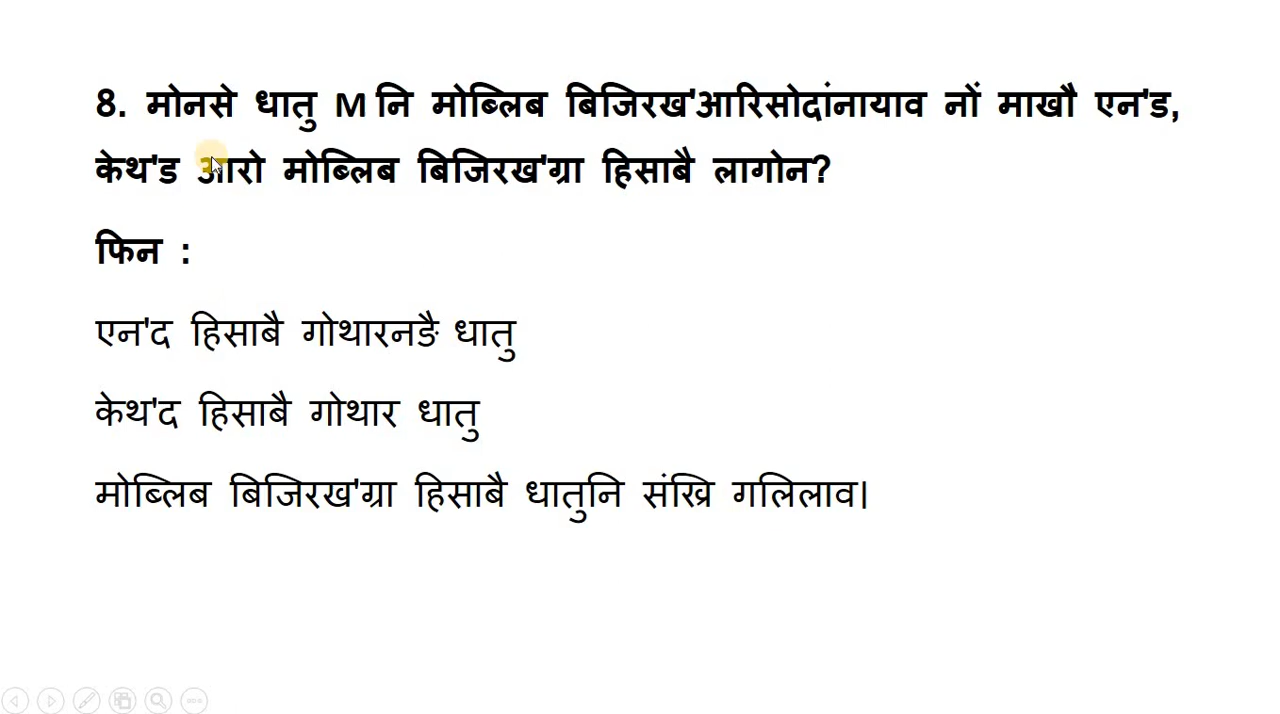 8. मोनसे धातु M नि मोब्लिब बिजिरख'आरिसोदांनायाव नों माखौ एन'ड,
केथ'ड आरो मोब्लिब बिजिरख'ग्रा हिसाबै लागोन?
फिन :
एन'द हिसाबै गोथारनङै धातु
केथ'द हिसाबै गोथार धातु
मोब्लिब बिजिरख'ग्रा हिसाबै धातुनि संख्रि गलिलाव।